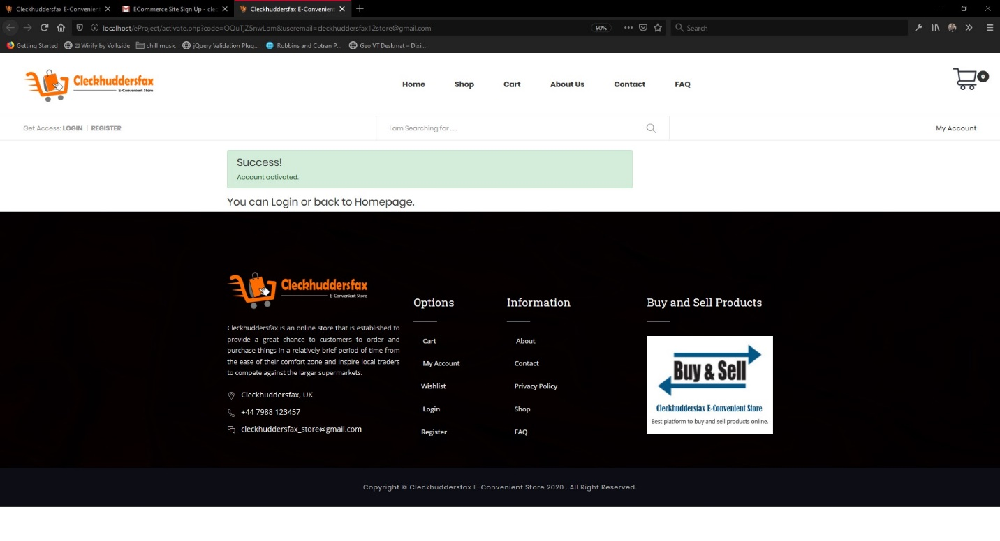 Cleckhuddersfax E-Convenient
ECommerce Site Sign Up - clec
Cleckhuddersfax E-Convenient
localhost/eProject/activate.php?code=OQuTjZ5nwLpm&useremail=cleckhuddersfax12store@gmail.com
90%
Search
Getting Started
Wirify by Volkside
chill music
jQuery Validation Plug...
Robbins and Cotran P...
Geo VT Deskmat – Dixi...
Cleckhuddersfax
E-Convenient Store
Home
Shop
Cart
About Us
Contact
FAQ
0
Get Access: LOGIN | REGISTER
I am Searching for . . .
My Account
Success!
Account activated.
You can Login or back to Homepage.
Cleckhuddersfax
E-Convenient Store
Cleckhuddersfax is an online store that is established to
provide a great chance to customers to order and
purchase things in a relatively brief period of time from
the ease of their comfort zone and inspire local traders
to compete against the larger supermarkets.
Cleckhuddersfax, UK
+44 7988 123457
cleckhuddersfax_store@gmail.com
Options
Cart
My Account
Wishlist
Login
Register
Information
About
Contact
Privacy Policy
Shop
FAQ
Buy and Sell Products
Buy & Sell
Cleckhuddersfax E-Convenient Store
Best platform to buy and sell products online.
Copyright © Cleckhuddersfax E-Convenient Store 2020 . All Right Reserved.